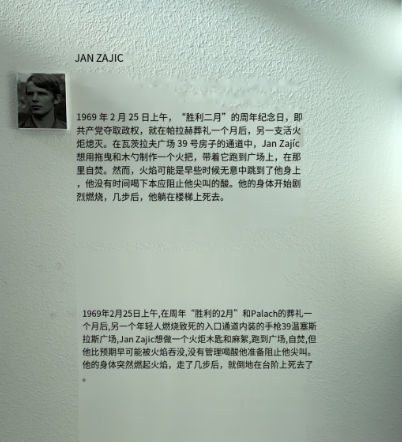 JAN ZAJIC
1969 年 2 月 25 日上午，“胜利二月”的周年纪念日，即
共产党夺取政权，就在帕拉赫葬礼一个月后，另一支活火
炬熄灭。在瓦茨拉夫广场 39 号房子的通道中，Jan Zajíc
想用拖曳和木勺制作一个火把，带着它跑到广场上，在那
里自焚。然而，火焰可能是早些时候无意中跳到了他身上
，他没有时间喝下本应阻止他尖叫的酸。他的身体开始剧
烈燃烧，几步后，他躺在楼梯上死去。
1969年2月25日上午,在周年“胜利的2月”和Palach的葬礼一
个月后,另一个年轻人燃烧致死的入口通道内装的手枪39温塞斯
拉斯广场,Jan Zajic想做一个火炬木匙和麻絮,跑到广场,自焚,但
他比预期早可能被火焰吞没,没有管理喝酸他准备阻止他尖叫。
他的身体突然燃起火焰，走了几步后，就倒地在台阶上死去了
。